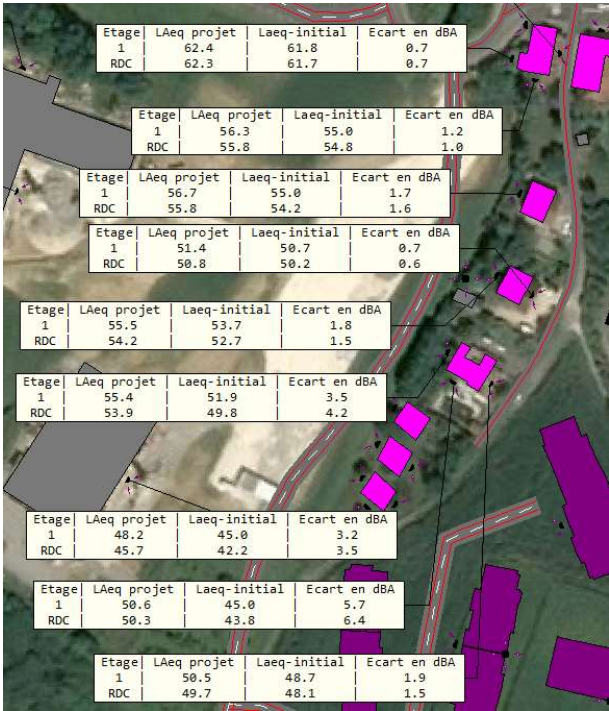 Etage| LAeq projet | Laeq-initial | Ecart en dBA
1 | 62.4 | 61.8 | 0.7
RDC | 62.3 | 61.7 | 0.7
Etage| LAeq projet | Laeq-initial | Ecart en dBA
1 | 56.3 | 55.0 | 1.2
RDC | 55.8 | 54.8 | 1.0
Etage| LAeq projet | Laeq-initial | Ecart en dBA
1 | 56.7 | 55.0 | 1.7
RDC | 55.8 | 54.2 | 1.6
Etage| LAeq projet | Laeq-initial | Ecart en dBA
1 | 51.4 | 50.7 | 0.7
RDC | 50.8 | 50.2 | 0.6
Etage| LAeq projet | Laeq-initial | Ecart en dBA
1 | 55.5 | 53.7 | 1.8
RDC | 54.2 | 52.7 | 1.5
Etage| LAeq projet | Laeq-initial | Ecart en dBA
1 | 55.4 | 51.9 | 3.5
RDC | 53.9 | 49.8 | 4.2
Etage| LAeq projet | Laeq-initial | Ecart en dBA
1 | 48.2 | 45.0 | 3.2
RDC | 45.7 | 42.2 | 3.5
Etage| LAeq projet | Laeq-initial | Ecart en dBA
1 | 50.6 | 45.0 | 5.7
RDC | 50.3 | 43.8 | 6.4
Etage| LAeq projet | Laeq-initial | Ecart en dBA
1 | 50.5 | 48.7 | 1.9
RDC | 49.7 | 48.1 | 1.5